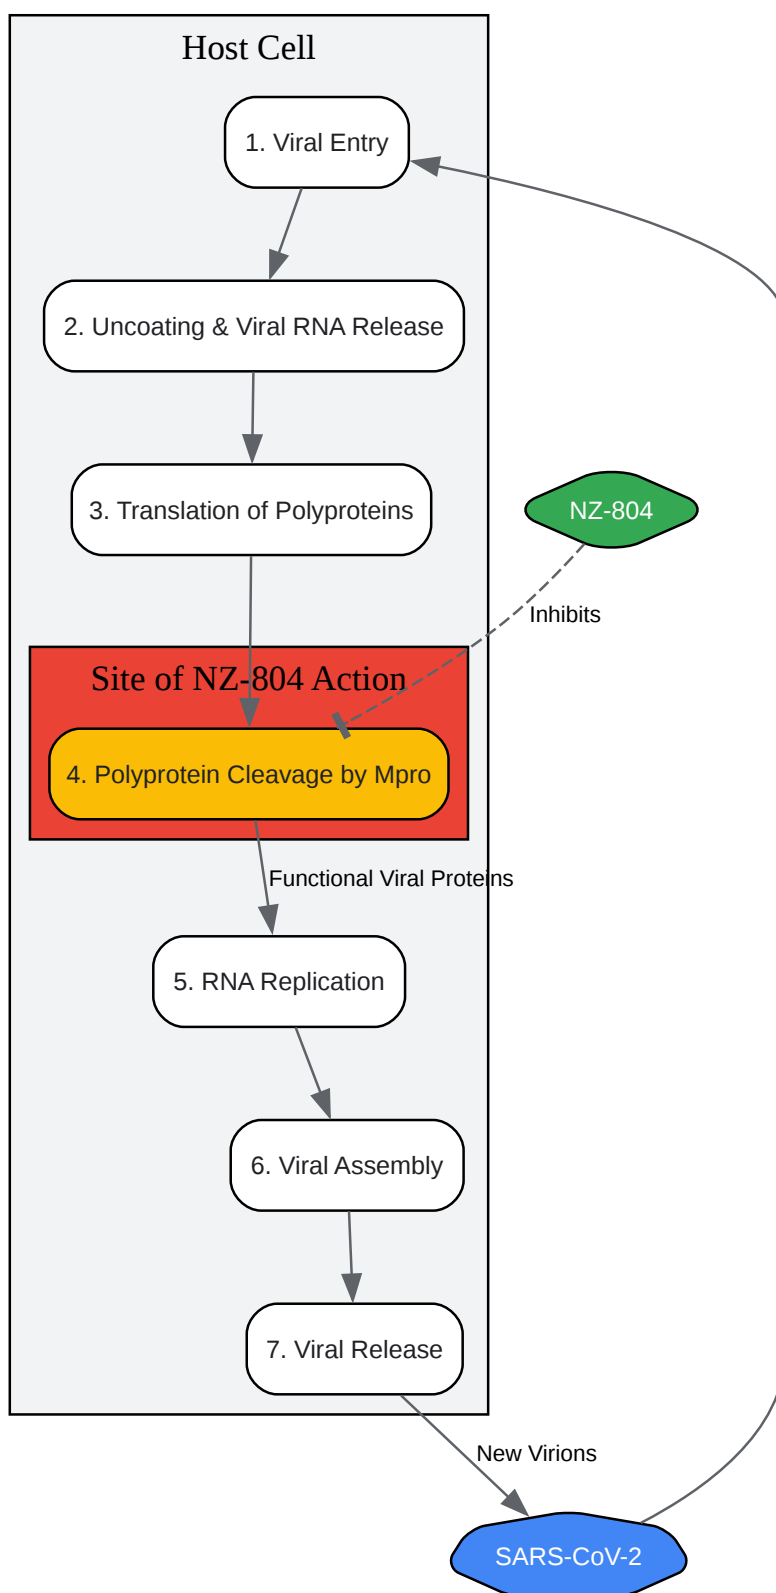 Host Cell
1. Viral Entry
2. Uncoating & Viral RNA Release
3. Translation of Polyproteins
NZ-804
Inhibits
Site of NZ-804 Action
4. Polyprotein Cleavage by Mpro
Functional Viral Proteins
5. RNA Replication
6. Viral Assembly
7. Viral Release
New Virions
SARS-CoV-2